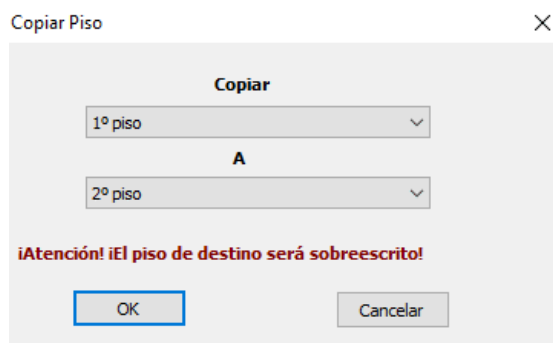 Copiar Piso
Copiar
1º piso
A
2º piso
¡Atención! ¡El piso de destino será sobreescrito!
OK
Cancelar